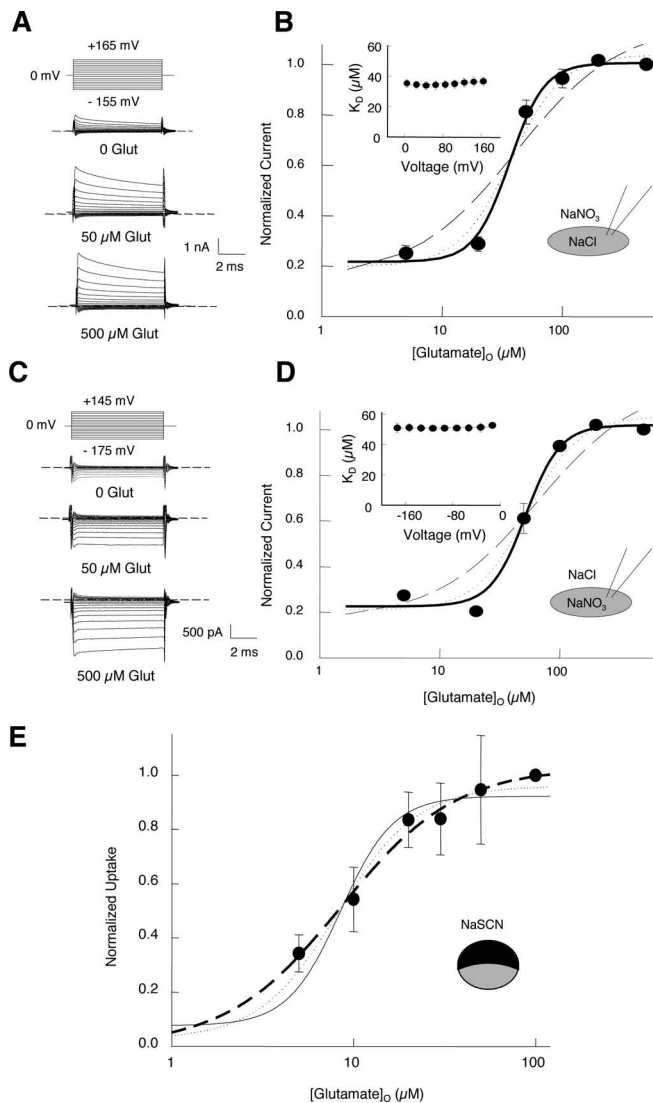 A
+165 mV
0 mV
- 155 mV
0 Glut
50 µM Glut
1 nA
2 ms
500 µM Glut
B
Normalized Current
1.0
0.8
0.6
0.4
0.2
0.0
1
10
100
[Glutamate]O (µM)
KD (µM)
60
40
20
0
0
80
160
Voltage (mV)
NaNO3
NaCl
C
+145 mV
0 mV
- 175 mV
0 Glut
50 µM Glut
500 pA
2 ms
500 µM Glut
D
Normalized Current
1.0
0.8
0.6
0.4
0.2
0.0
1
10
100
[Glutamate]O (µM)
KD (µM)
60
40
20
0
-160
-80
0
Voltage (mV)
NaCl
NaNO3
E
Normalized Uptake
1.0
0.8
0.6
0.4
0.2
0.0
1
10
100
[Glutamate]O (µM)
NaSCN